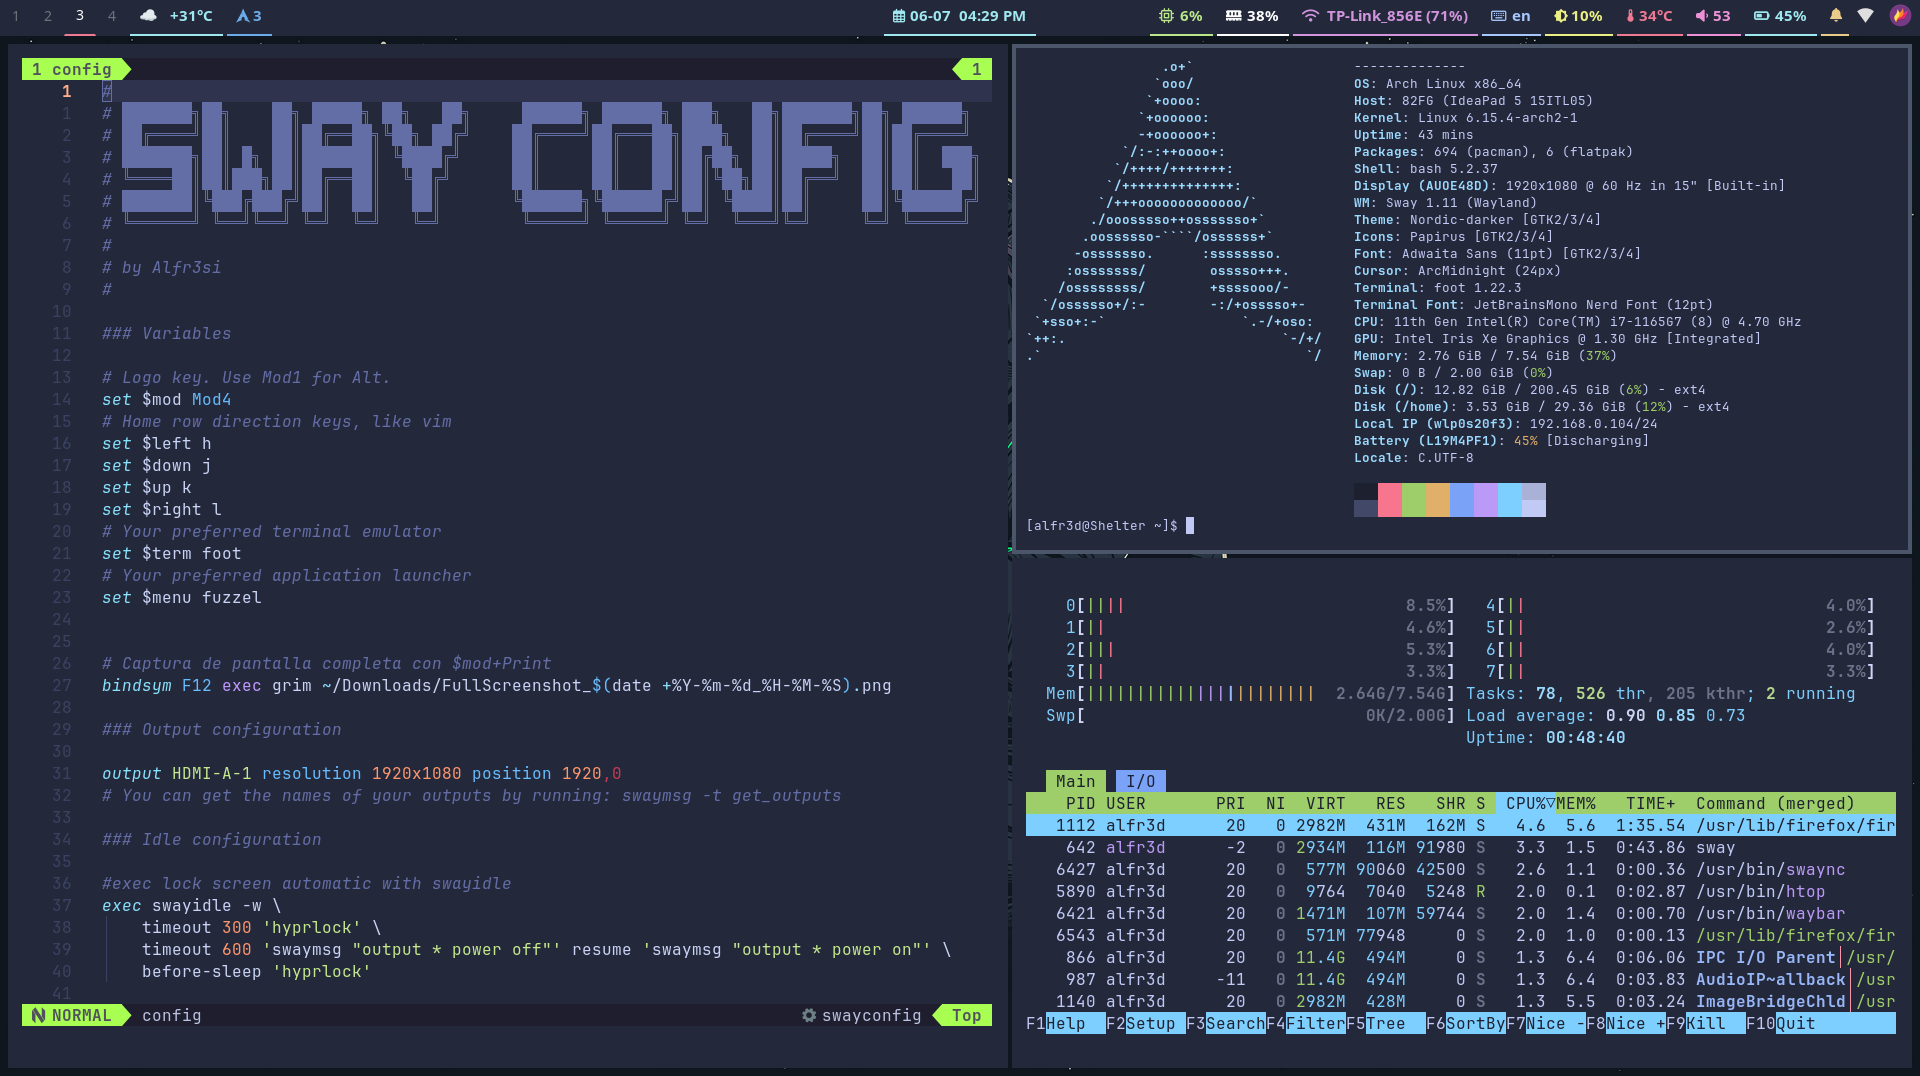 1 2 3 4 +31°C 3 06-07 04:29 PM 6% 38% TP-Link_856E (71%) en 10% 34°C 53 45%
1 config 1
1 #
1 # SWAY CONFIG
2 #
3 #
4 #
5 #
6 #
7 #
8 # by Alfr3si
9 #
10
11 ### Variables
12
13 # Logo key. Use Mod1 for Alt.
14 set $mod Mod4
15 # Home row direction keys, like vim
16 set $left h
17 set $down j
18 set $up k
19 set $right l
20 # Your preferred terminal emulator
21 set $term foot
22 # Your preferred application launcher
23 set $menu fuzzel
24
25
26 # Captura de pantalla completa con $mod+Print
27 bindsym F12 exec grim ~/Downloads/FullScreenshot_$(date +%Y-%m-%d_%H-%M-%S).png
28
29 ### Output configuration
30
31 output HDMI-A-1 resolution 1920x1080 position 1920,0
32 # You can get the names of your outputs by running: swaymsg -t get_outputs
33
34 ### Idle configuration
35
36 #exec lock screen automatic with swayidle
37 exec swayidle -w \
38 timeout 300 'hyprlock' \
39 timeout 600 'swaymsg "output * power off"' resume 'swaymsg "output * power on"' \
40 before-sleep 'hyprlock'
41
NORMAL config swayconfig Top
--------------
.o+`
`ooo/ OS: Arch Linux x86_64
`+oooo: Host: 82FG (IdeaPad 5 15ITL05)
`+oooooo: Kernel: Linux 6.15.4-arch2-1
-+oooooo+: Uptime: 43 mins
`/:-:++oooo+: Packages: 694 (pacman), 6 (flatpak)
`/++++/+++++++: Shell: bash 5.2.37
`/++++++++++++++: Display (AUOE48D): 1920x1080 @ 60 Hz in 15" [Built-in]
`/+++ooooooooooooo/` WM: Sway 1.11 (Wayland)
./ooosssso++osssssso+` Theme: Nordic-darker [GTK2/3/4]
.oossssso-````/ossssss+` Icons: Papirus [GTK2/3/4]
-osssssso. :ssssssso. Font: Adwaita Sans (11pt) [GTK2/3/4]
:osssssss/ osssso+++. Cursor: ArcMidnight (24px)
/ossssssss/ +ssssooo/- Terminal: foot 1.22.3
`/ossssso+/:- -:/+osssso+- Terminal Font: JetBrainsMono Nerd Font (12pt)
`+sso+:-` `.-/+oso: CPU: 11th Gen Intel(R) Core(TM) i7-1165G7 (8) @ 4.70 GHz
`++:. `-/+/ GPU: Intel Iris Xe Graphics @ 1.30 GHz [Integrated]
.` `/ Memory: 2.76 GiB / 7.54 GiB (37%)
Swap: 0 B / 2.00 GiB (0%)
Disk (/): 12.82 GiB / 200.45 GiB (6%) - ext4
Disk (/home): 3.53 GiB / 29.36 GiB (12%) - ext4
Local IP (wlp0s20f3): 192.168.0.104/24
Battery (L19M4PF1): 45% [Discharging]
Locale: C.UTF-8
[alfr3d@Shelter ~]$
0[|||| 8.5%] 4[|| 4.0%]
1[|| 4.6%] 5[|| 2.6%]
2[||| 5.3%] 6[|| 4.0%]
3[|| 3.3%] 7[|| 3.3%]
Mem[||||||||||||||||||||||| 2.64G/7.54G] Tasks: 78, 526 thr, 205 kthr; 2 running
Swp[ 0K/2.00G] Load average: 0.90 0.85 0.73
Uptime: 00:48:40
Main I/O
PID USER PRI NI VIRT RES SHR S CPU%▽MEM% TIME+ Command (merged)
1112 alfr3d 20 0 2982M 431M 162M S 4.6 5.6 1:35.54 /usr/lib/firefox/fir
642 alfr3d -2 0 2934M 116M 91980 S 3.3 1.5 0:43.86 sway
6427 alfr3d 20 0 577M 90060 42500 S 2.6 1.1 0:00.36 /usr/bin/swaync
5890 alfr3d 20 0 9764 7040 5248 R 2.0 0.1 0:02.87 /usr/bin/htop
6421 alfr3d 20 0 1471M 107M 59744 S 2.0 1.4 0:00.70 /usr/bin/waybar
6543 alfr3d 20 0 571M 77948 0 S 2.0 1.0 0:00.13 /usr/lib/firefox/fir
866 alfr3d 20 0 11.4G 494M 0 S 1.3 6.4 0:06.06 IPC I/O Parent│/usr/
987 alfr3d -11 0 11.4G 494M 0 S 1.3 6.4 0:03.83 AudioIP~allback│/usr
1140 alfr3d 20 0 2982M 428M 0 S 1.3 5.5 0:03.24 ImageBridgeChld│/usr
F1Help F2Setup F3SearchF4FilterF5Tree F6SortByF7Nice -F8Nice +F9Kill F10Quit